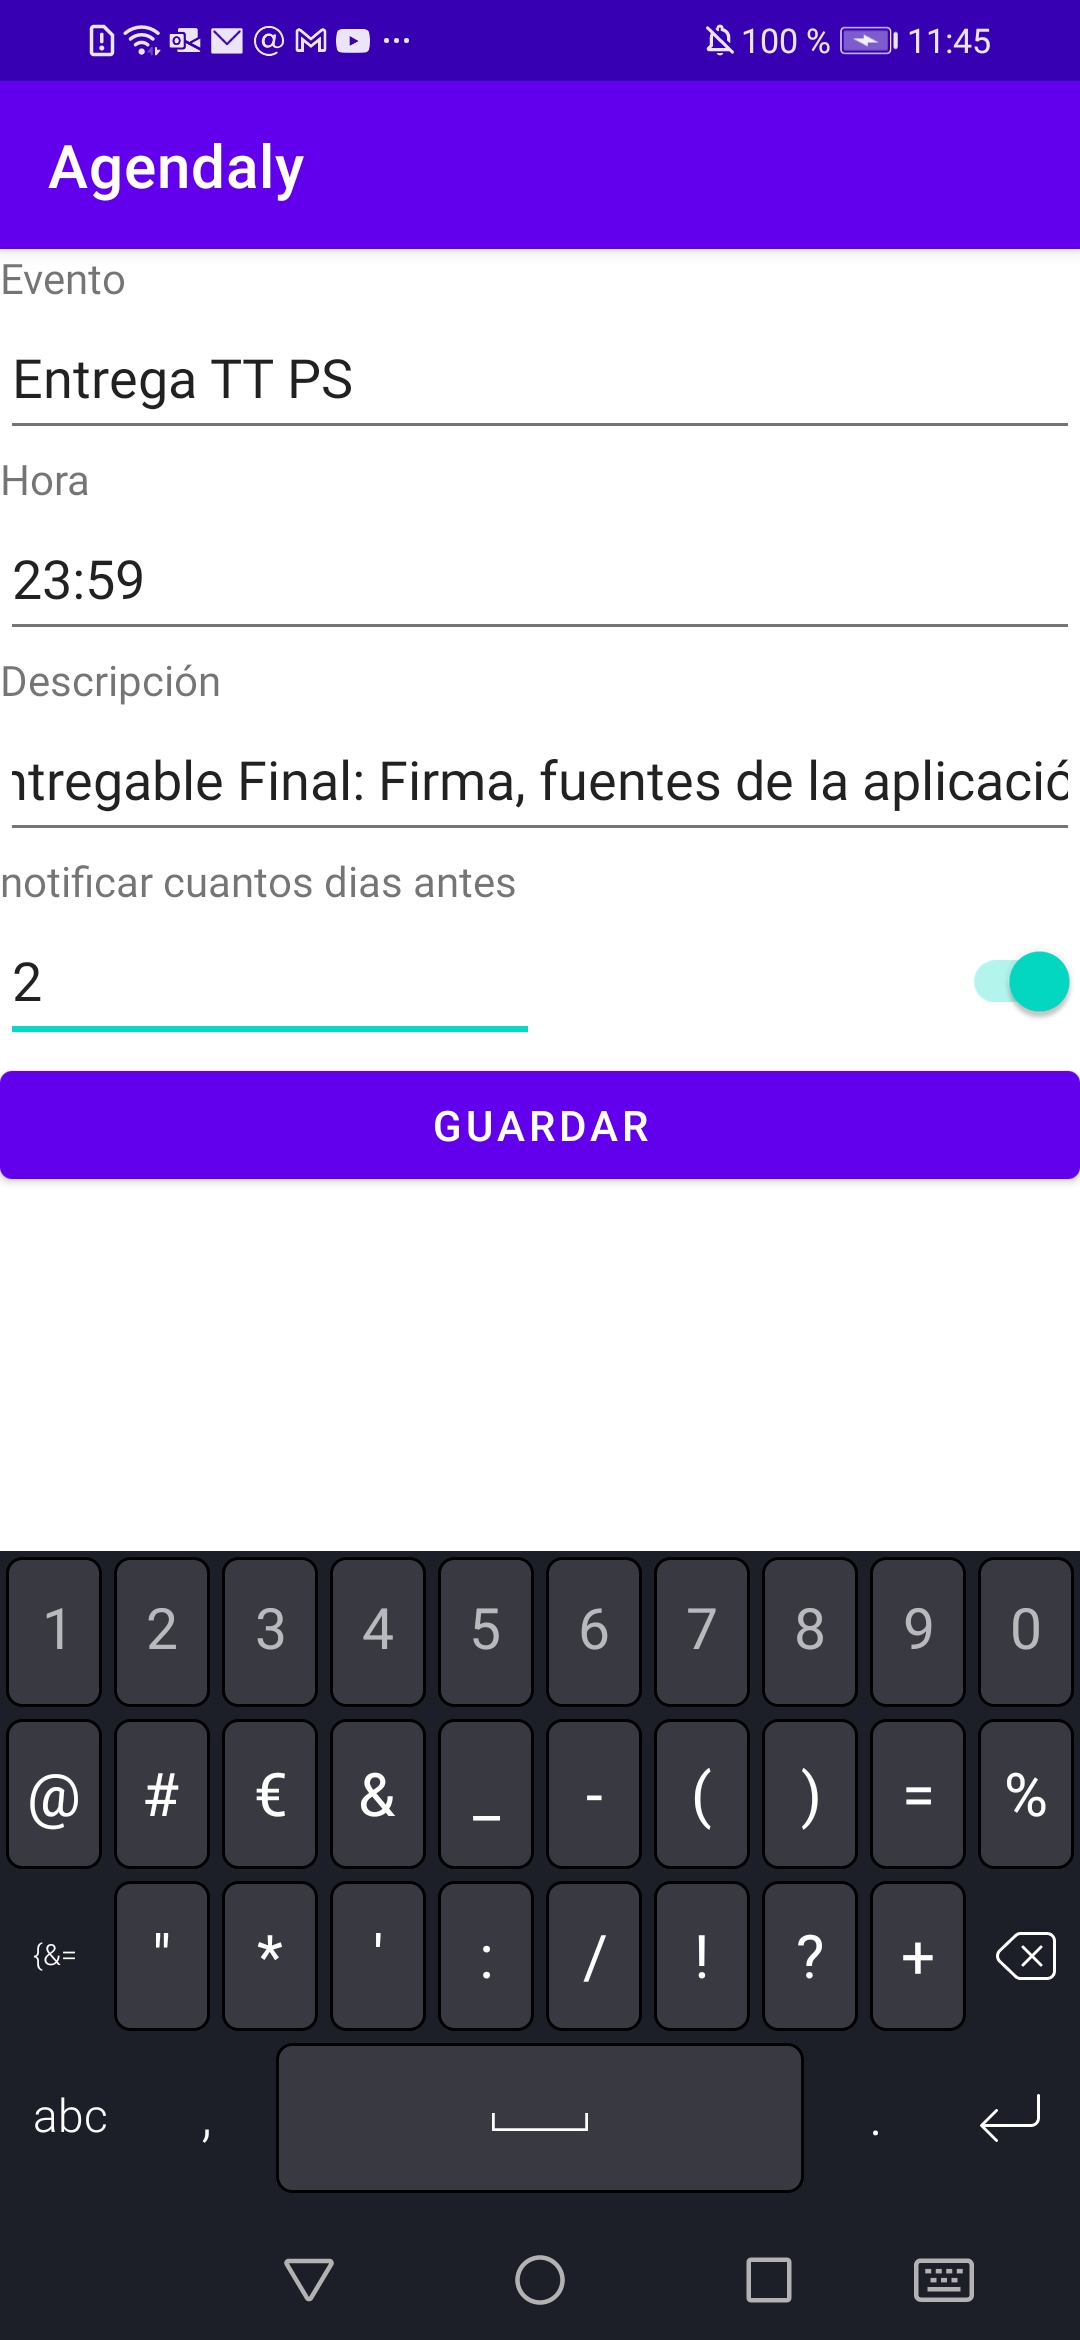 100 % 11:45
Agendaly
Evento
Entrega TT PS
Hora
23:59
Descripción
ntregable Final: Firma, fuentes de la aplicació
notificar cuantos dias antes
2
GUARDAR
1 2 3 4 5 6 7 8 9 0
@ # € & _ - ( ) = %
{&= " * ' : / ! ? +
abc , .